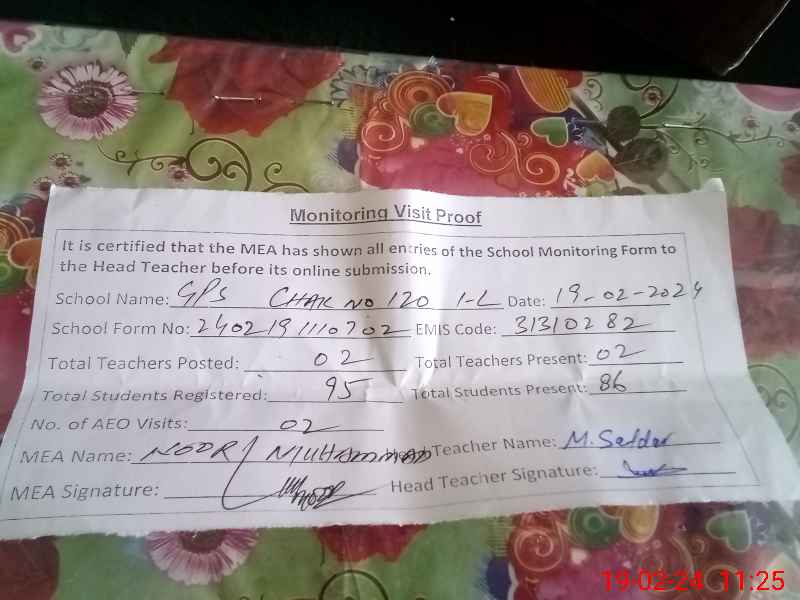 Monitoring Visit Proof
It is certified that the MEA has shown all entries of the School Monitoring Form to
the Head Teacher before its online submission.
School Name: GPS CHAK NO 120 1-L Date: 19-02-2024
School Form No: 2402191110702 EMIS Code: 31310282
Total Teachers Posted: 02 Total Teachers Present: 02
Total Students Registered: 95 Total Students Present: 86
No. of AEO Visits: 02
MEA Name: NOOR MUHAMMAD Head Teacher Name: M. Safdar
MEA Signature: NOOR Head Teacher Signature:
19-02-24 11:25